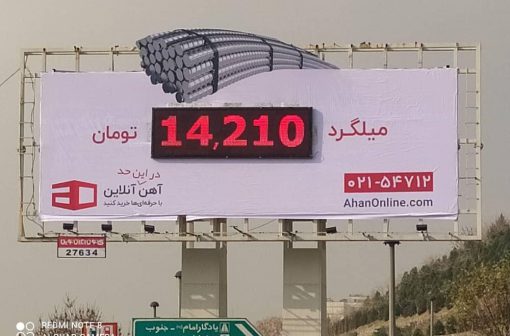 میلگرد 14,210 تومان
در این حد
آهن آنلاین
با حرفه‌ای‌ها خرید کنید
۰۲۱-۵۴۷۱۲
AhanOnline.com
27634
یادگار امام - جنوب
REDMI NOTE 8